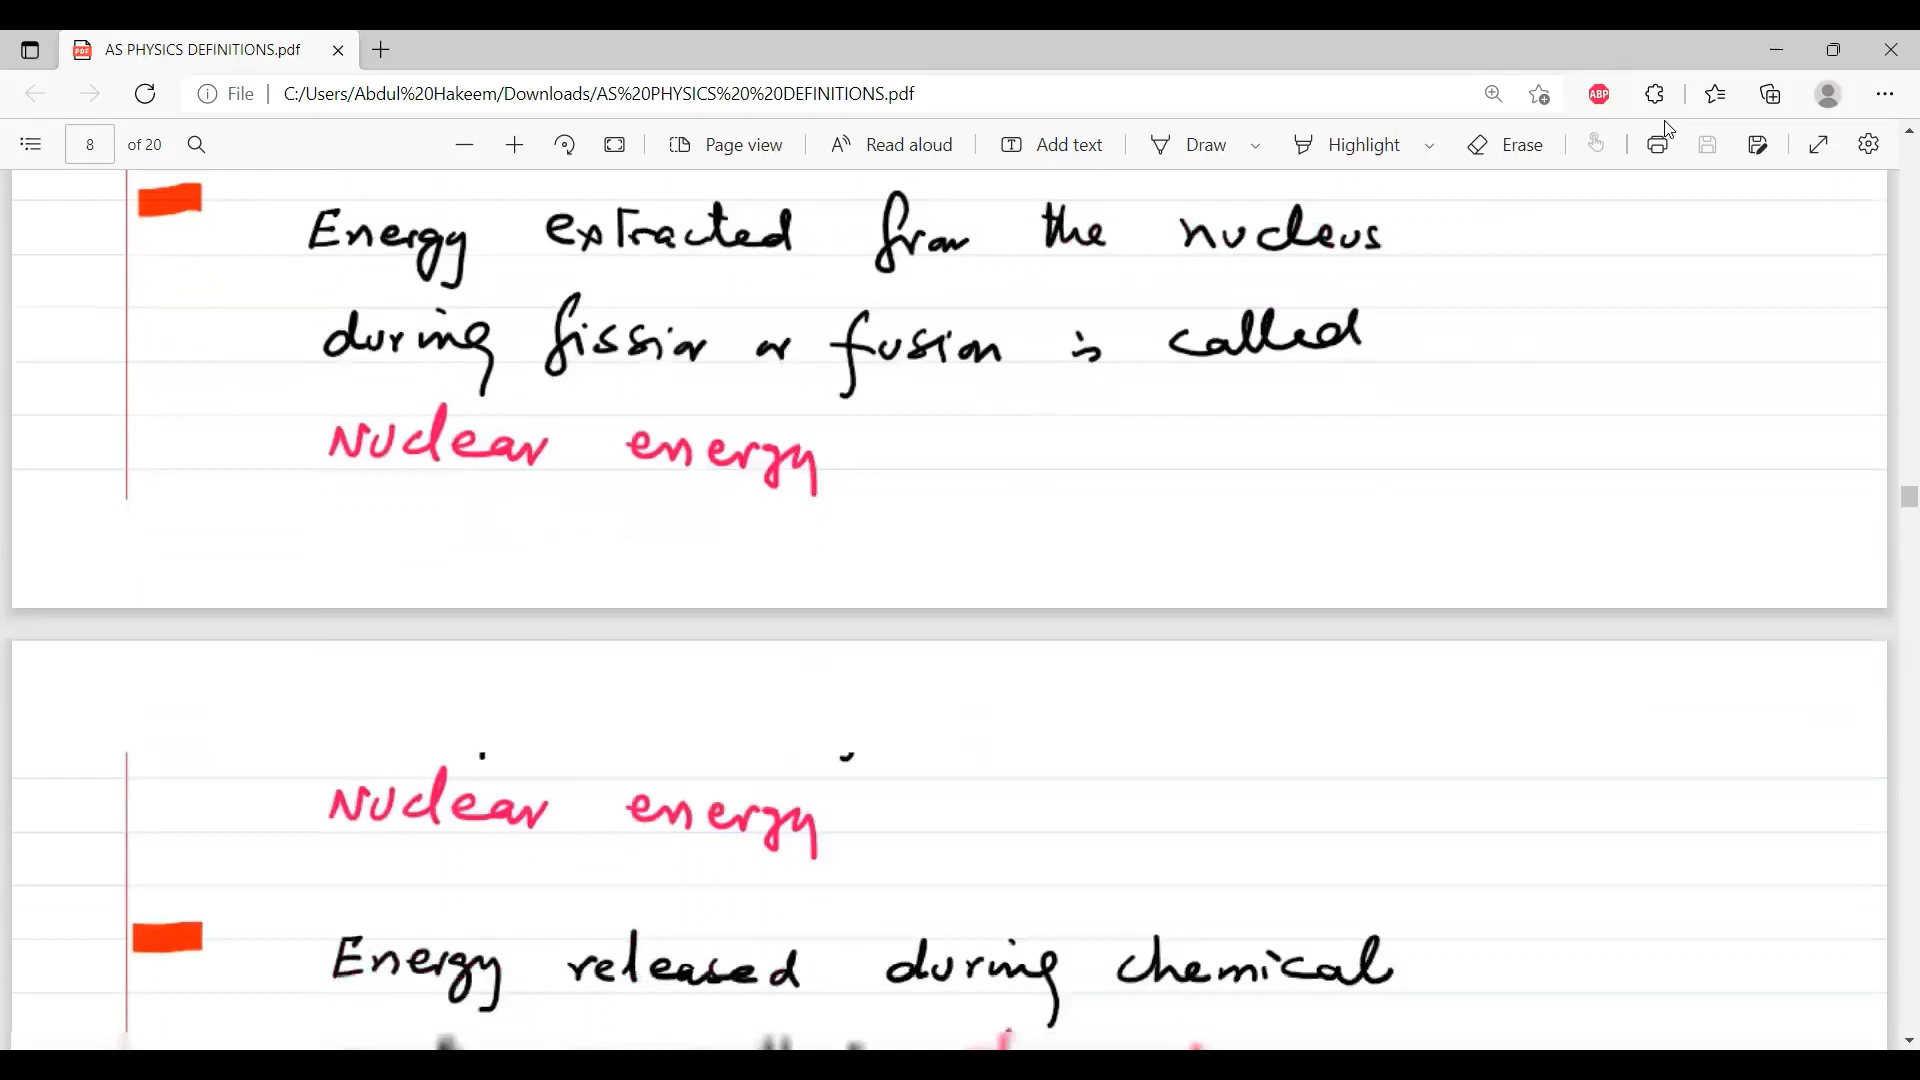 AS PHYSICS DEFINITIONS.pdf
File C:/Users/Abdul%20Hakeem/Downloads/AS%20PHYSICS%20%20DEFINITIONS.pdf
ABP
8 of 20 Page view Read aloud Add text Draw Highlight Erase
Energy extracted from the nucleus
during fission or fusion is called
Nuclear energy
Nuclear energy
Energy released during chemical